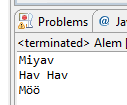 Problems @ Ja
<terminated> Alem [
Miyav
Hav Hav
Möö